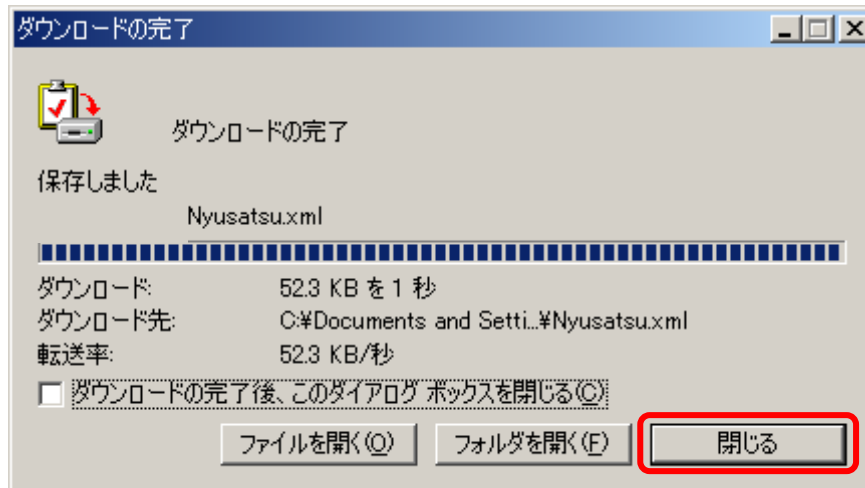 ダウンロードの完了
ダウンロードの完了
保存しました
Nyusatsu.xml
ダウンロード: 52.3 KB を 1 秒
ダウンロード先: C:¥Documents and Setti...¥Nyusatsu.xml
転送率: 52.3 KB/秒
ダウンロードの完了後、このダイアログ ボックスを閉じる(C)
ファイルを開く(O) フォルダを開く(F) 閉じる